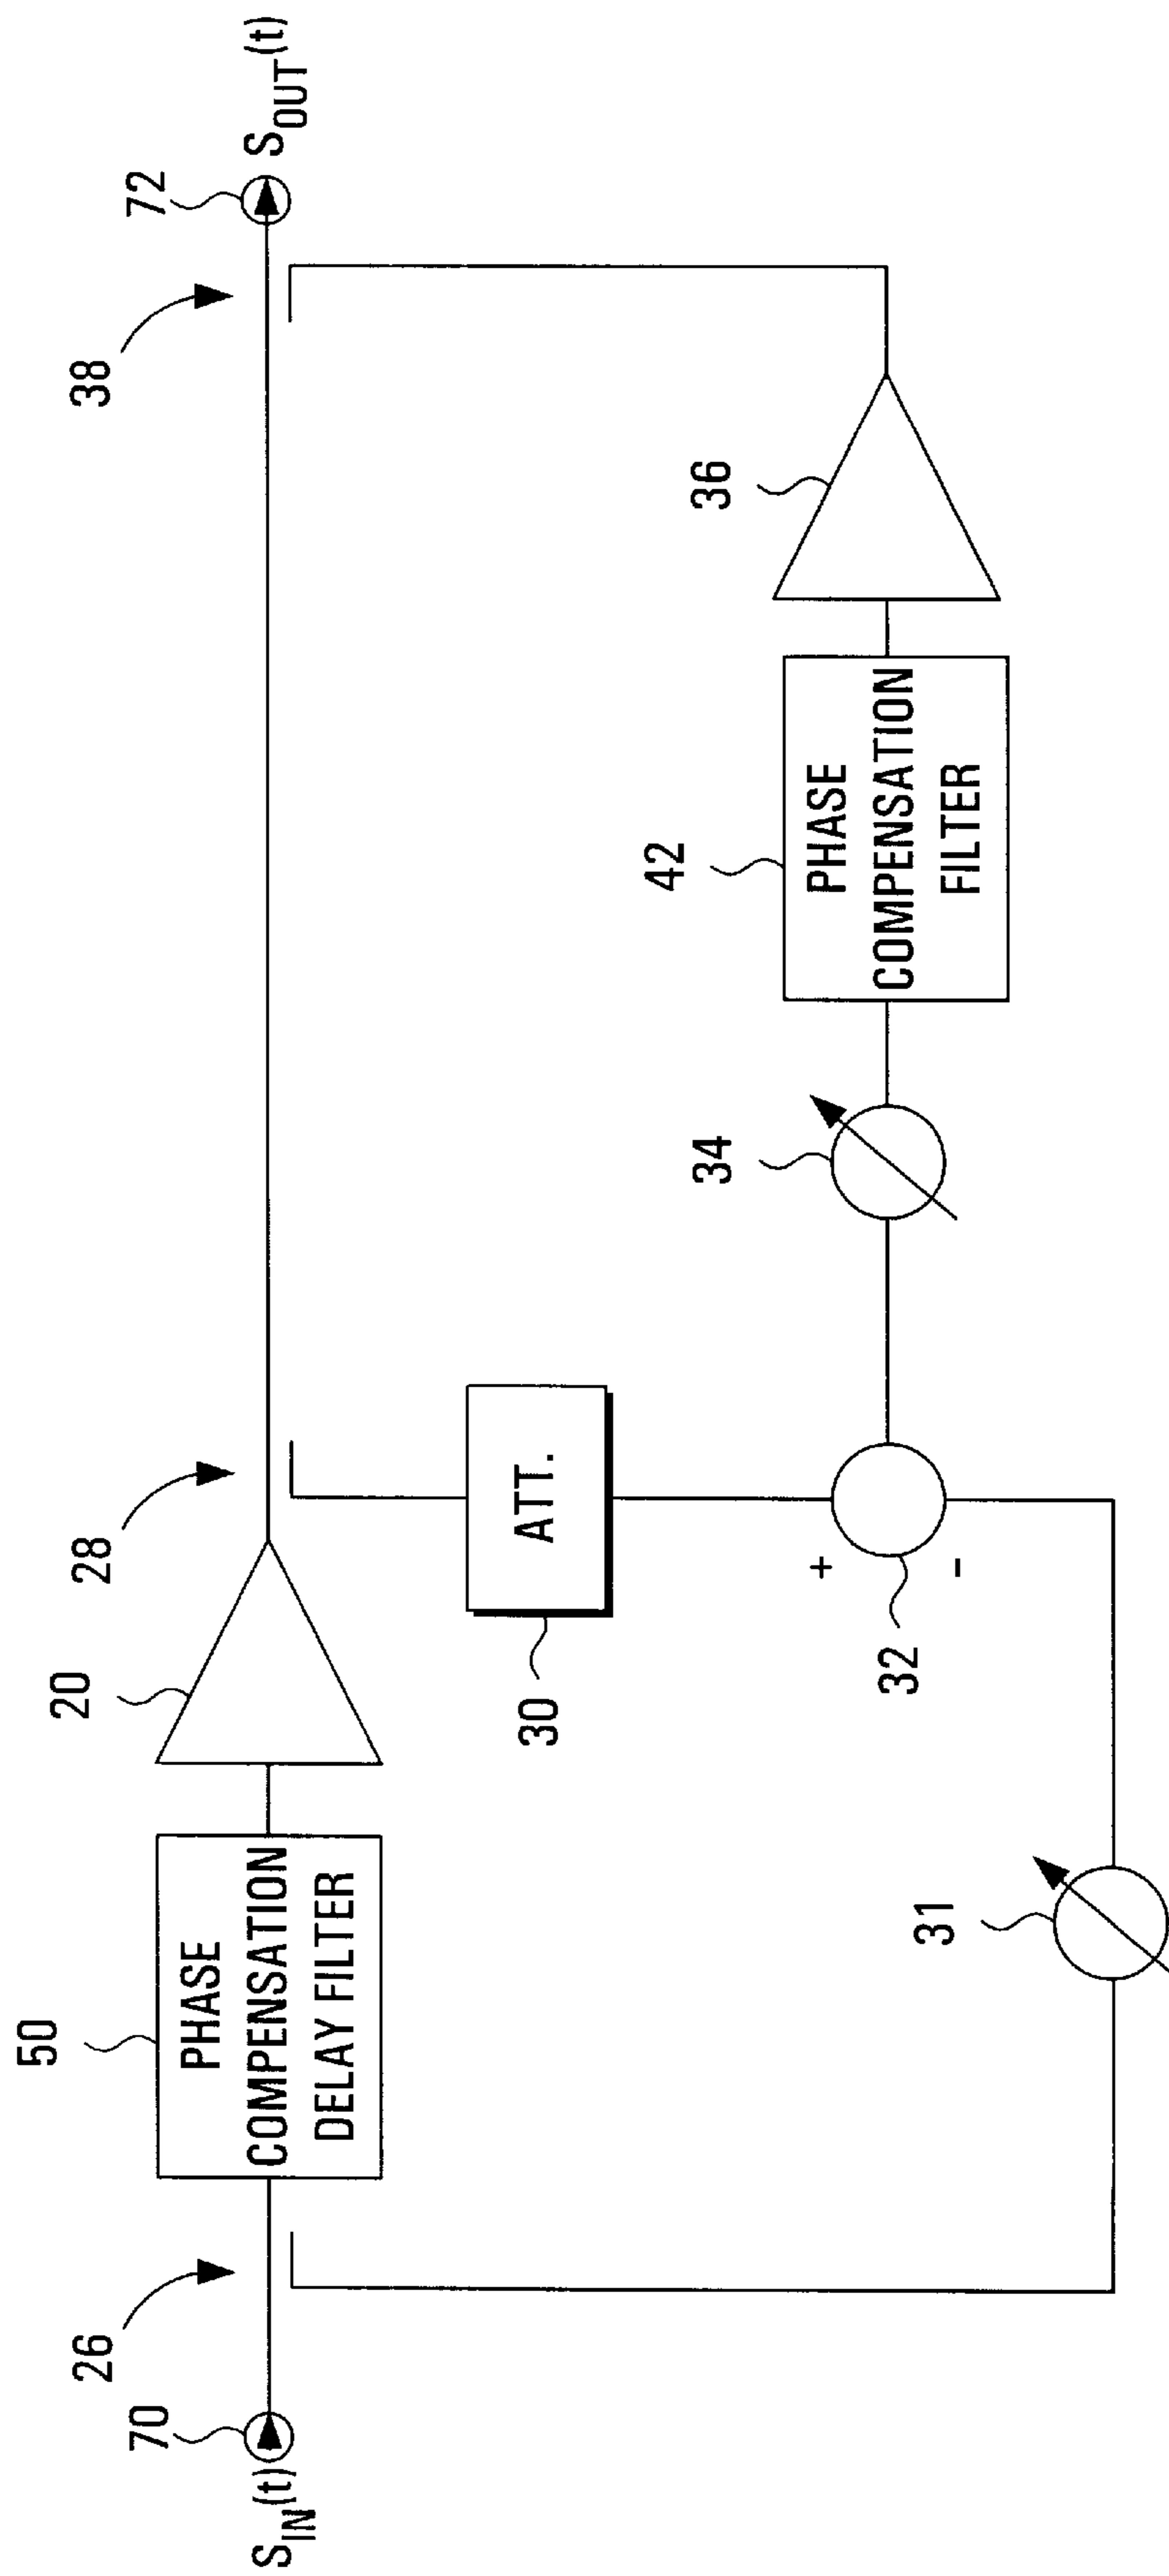 50
20
28
38
72
26
70
S_IN(t)
S_OUT(t)
PHASE
COMPENSATION
DELAY FILTER
ATT.
30
+
-
32
31
34
42
PHASE
COMPENSATION
FILTER
36